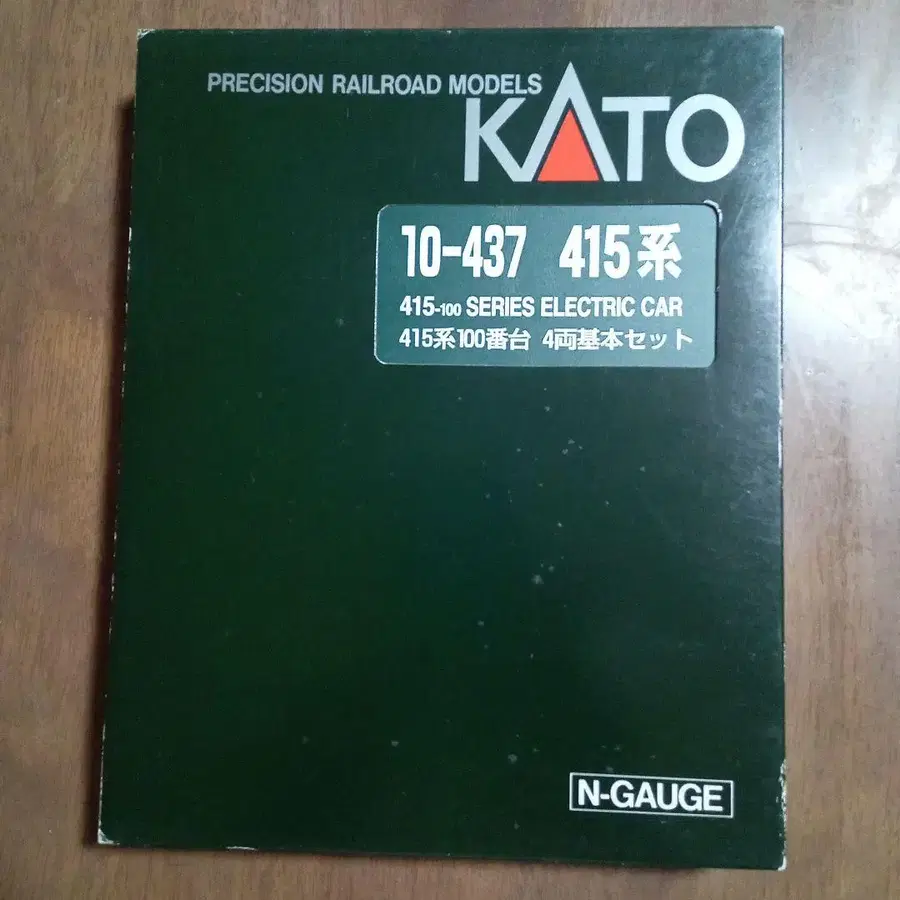 PRECISION RAILROAD MODELS
KATO
10-437 415系
415-100 SERIES ELECTRIC CAR
415系100番台 4両基本セット
N-GAUGE